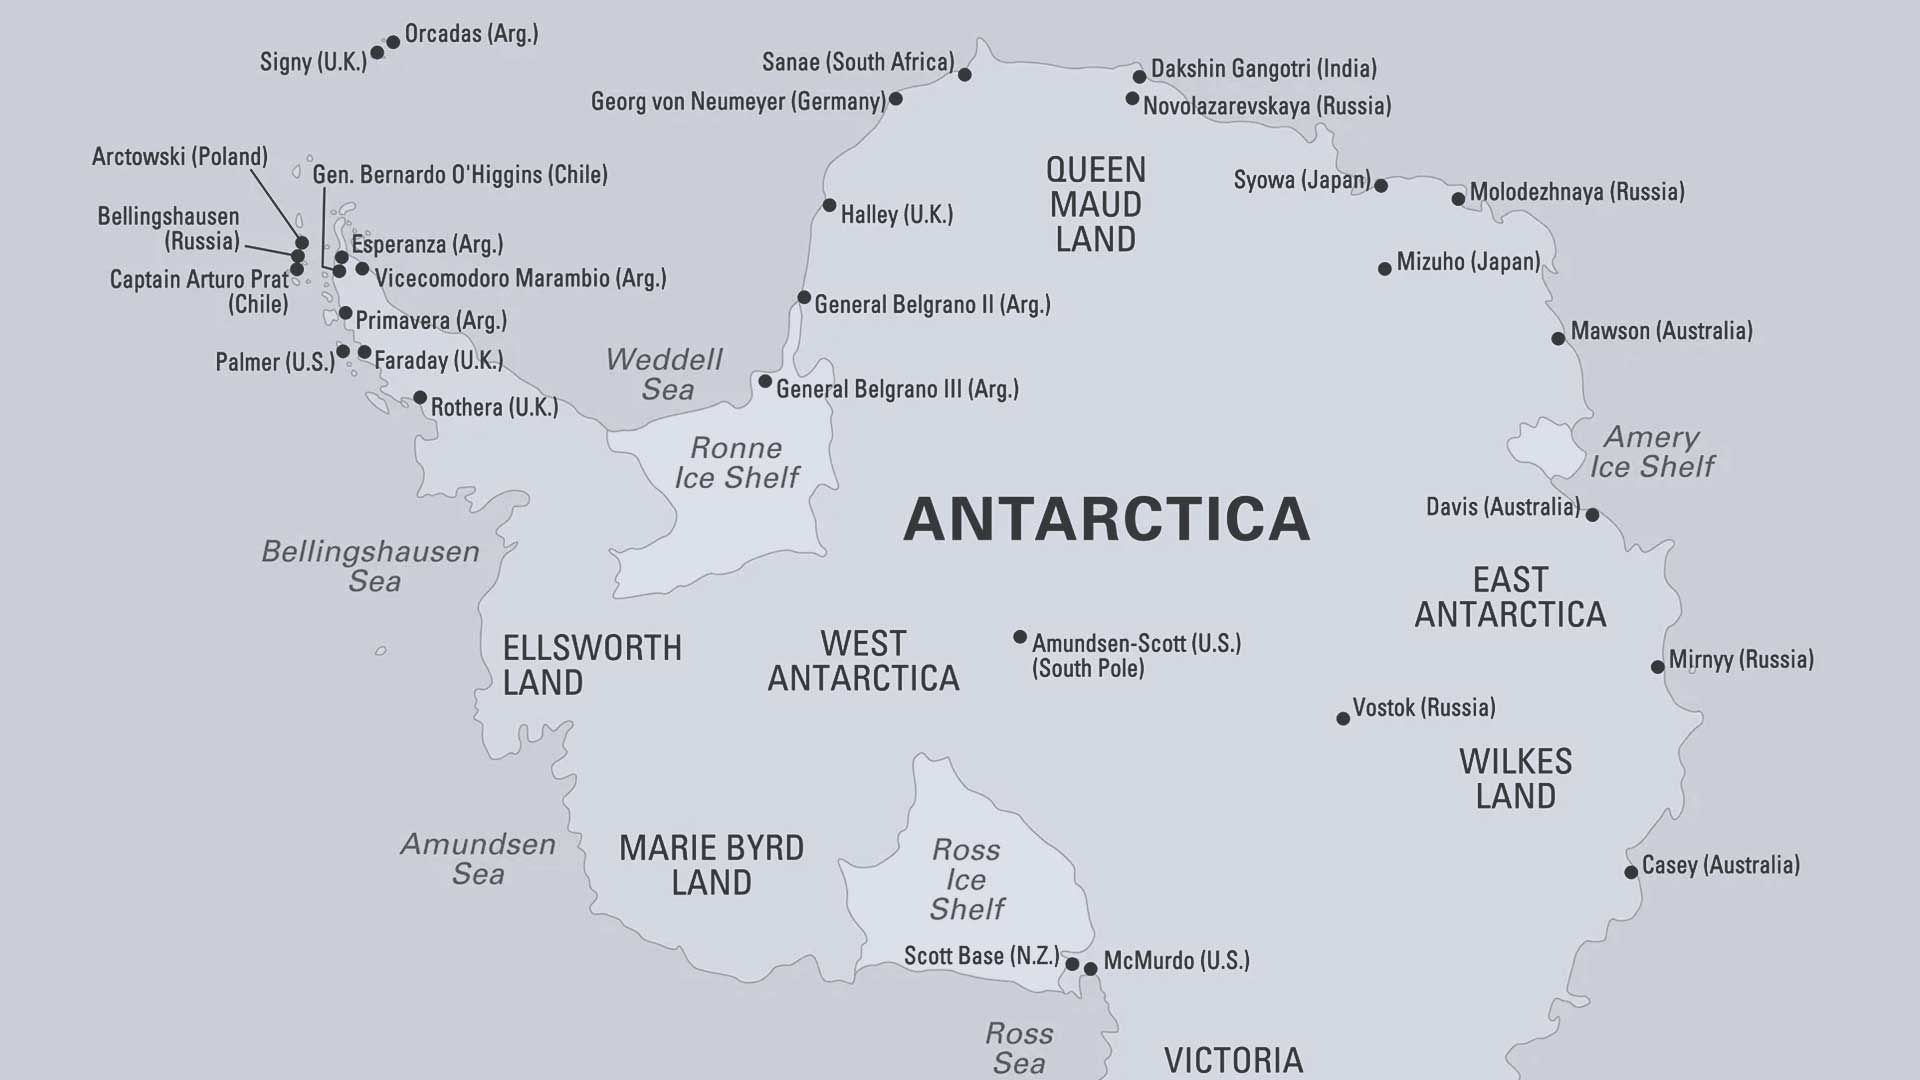 Orcadas (Arg.)
Signy (U.K.)
Sanae (South Africa)
Dakshin Gangotri (India)
Georg von Neumeyer (Germany)
Novolazarevskaya (Russia)
Arctowski (Poland)
Gen. Bernardo O'Higgins (Chile)
QUEEN
MAUD
LAND
Syowa (Japan)
Molodezhnaya (Russia)
Bellingshausen
(Russia)
Halley (U.K.)
Esperanza (Arg.)
Mizuho (Japan)
Captain Arturo Prat
(Chile)
Vicecomodoro Marambio (Arg.)
General Belgrano II (Arg.)
Primavera (Arg.)
Mawson (Australia)
Palmer (U.S.)
Faraday (U.K.)
Weddell
Sea
General Belgrano III (Arg.)
Rothera (U.K.)
Ronne
Ice Shelf
Amery
Ice Shelf
ANTARCTICA
Davis (Australia)
Bellingshausen
Sea
EAST
ANTARCTICA
ELLSWORTH
LAND
WEST
ANTARCTICA
Amundsen-Scott (U.S.)
(South Pole)
Mirnyy (Russia)
Vostok (Russia)
WILKES
LAND
Amundsen
Sea
MARIE BYRD
LAND
Ross
Ice
Shelf
Casey (Australia)
Scott Base (N.Z.)
McMurdo (U.S.)
Ross
Sea
VICTORIA